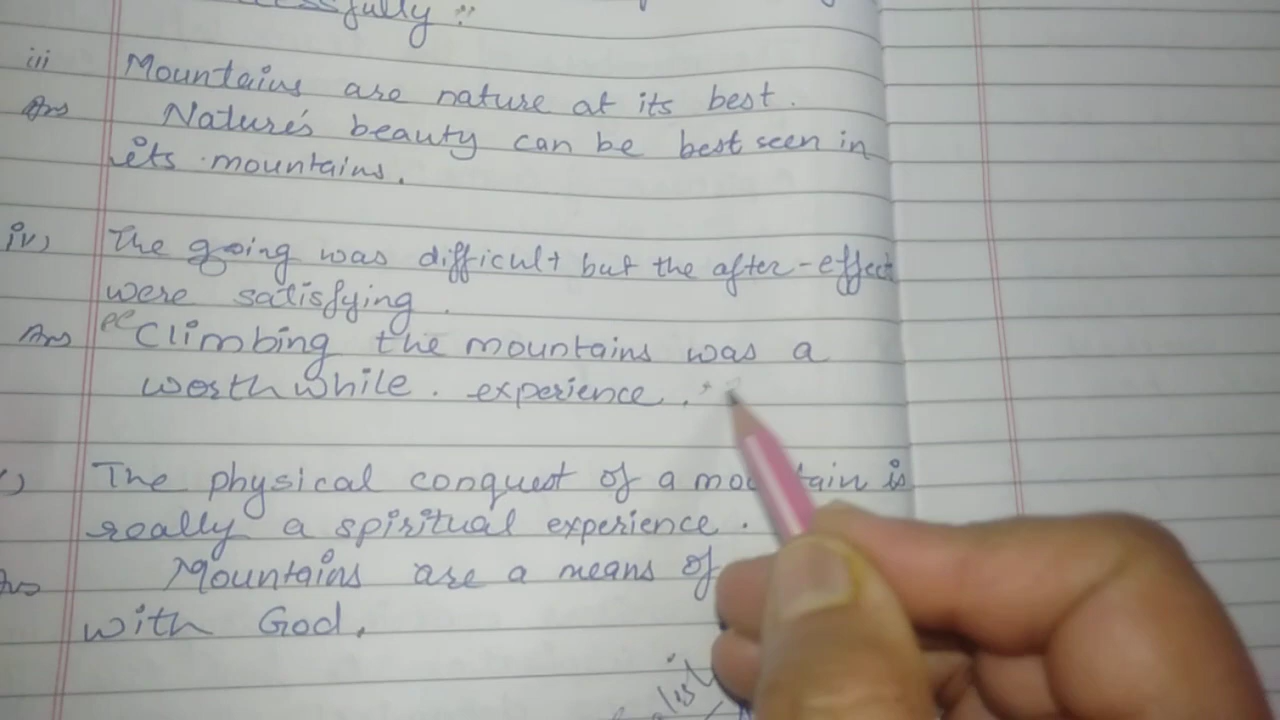 iii Mountains are nature at its best.
Ans Nature's beauty can be best seen in
its mountains.
iv) The going was difficult but the after-effect
were satisfying.
Ans Climbing the mountains was a
worthwhile. experience.
The physical conquest of a mountain is
really a spiritual experience.
Mountains are a means of
with God.